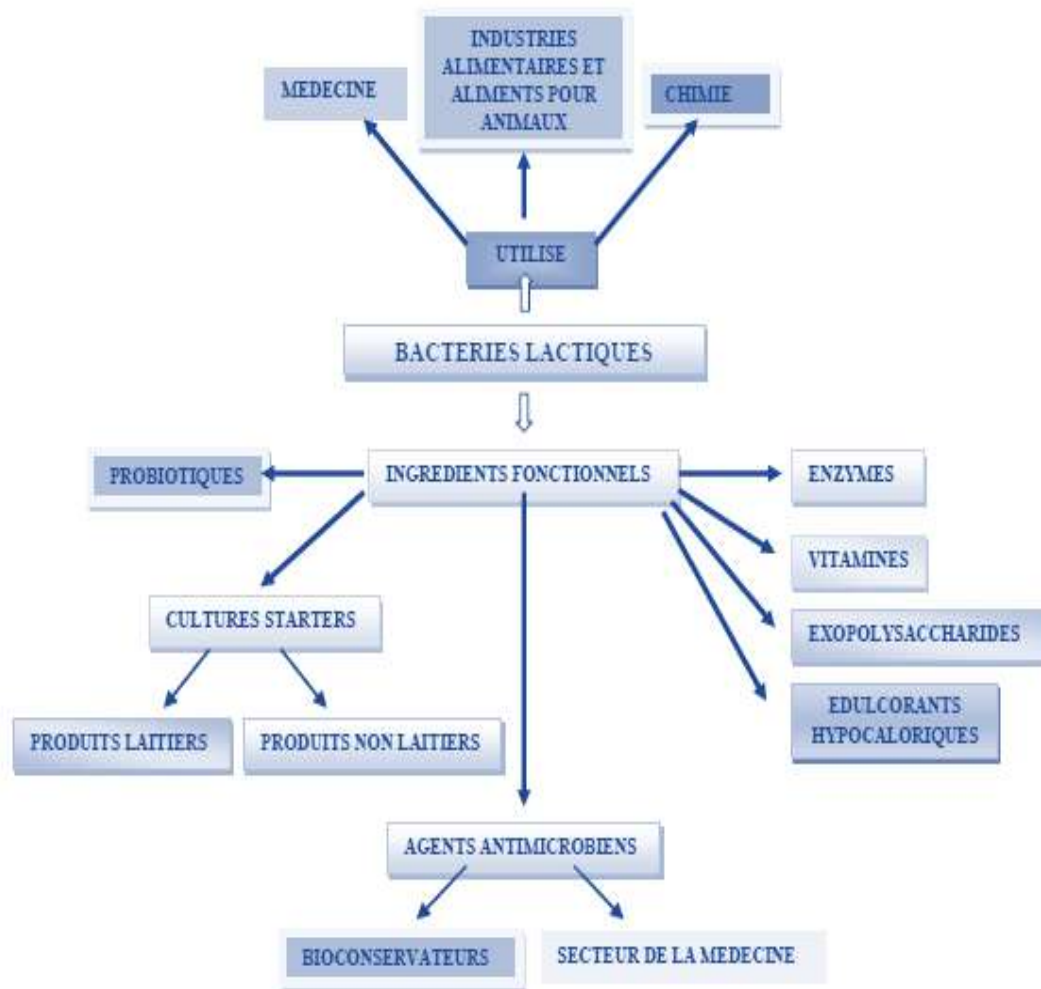 INDUSTRIES
ALIMENTAIRES ET
ALIMENTS POUR
ANIMAUX
MEDECINE
CHIMIE
UTILISE
BACTERIES LACTIQUES
PROBIOTIQUES
INGREDIENTS FONCTIONNELS
ENZYMES
VITAMINES
CULTURES STARTERS
EXOPOLYSACCHARIDES
PRODUITS LAITIERS
PRODUITS NON LAITIERS
EDULCORANTS
HYPOCALORIQUES
AGENTS ANTIMICROBIENS
BIOCONSERVATEURS
SECTEUR DE LA MEDECINE